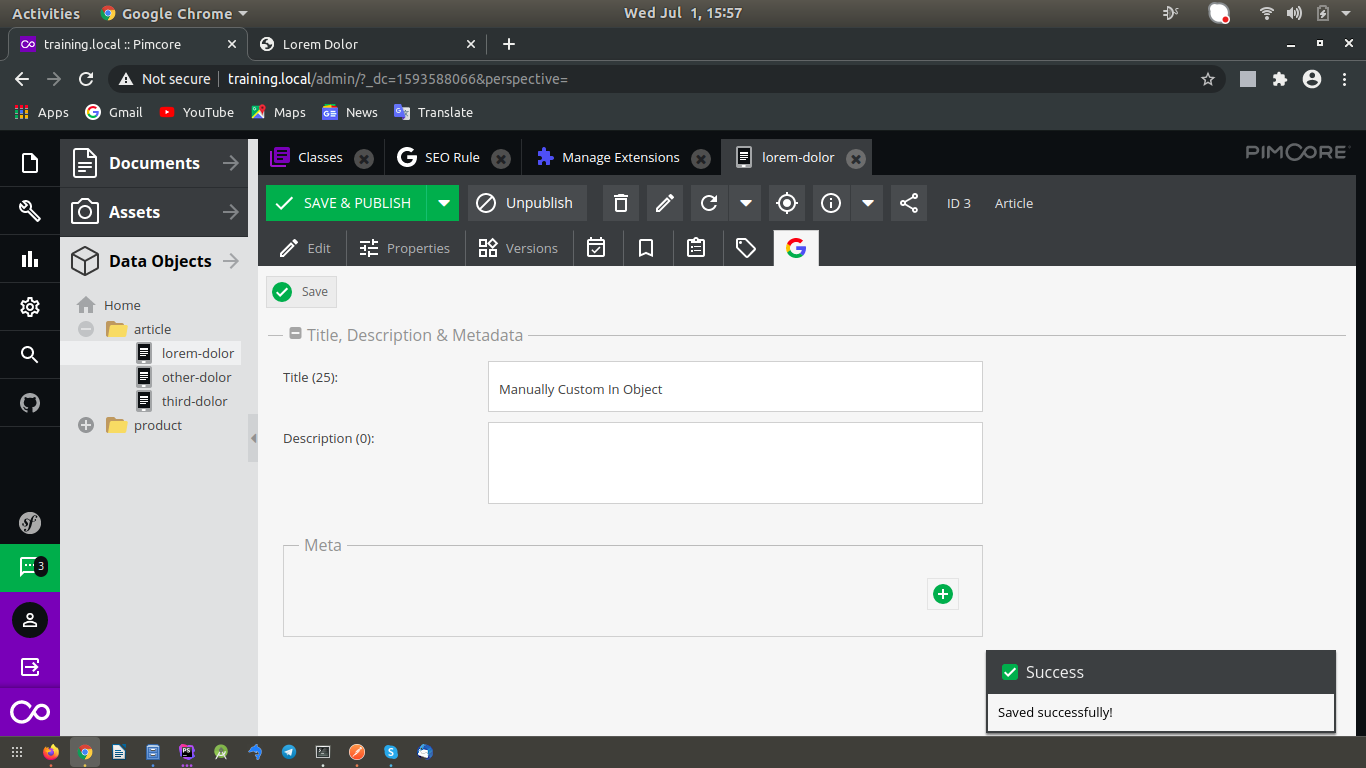 Activities
Google Chrome
Wed Jul 1, 15:57
training.local :: Pimcore
Lorem Dolor
Not secure
training.local/admin/?_dc=1593588066&perspective=
Apps
Gmail
YouTube
Maps
News
Translate
Documents
Assets
Data Objects
Home
article
lorem-dolor
other-dolor
third-dolor
product
3
Classes
SEO Rule
Manage Extensions
lorem-dolor
PIMCORE
SAVE & PUBLISH
Unpublish
ID 3
Article
Edit
Properties
Versions
Save
Title, Description & Metadata
Title (25):
Manually Custom In Object
Description (0):
Meta
Success
Saved successfully!